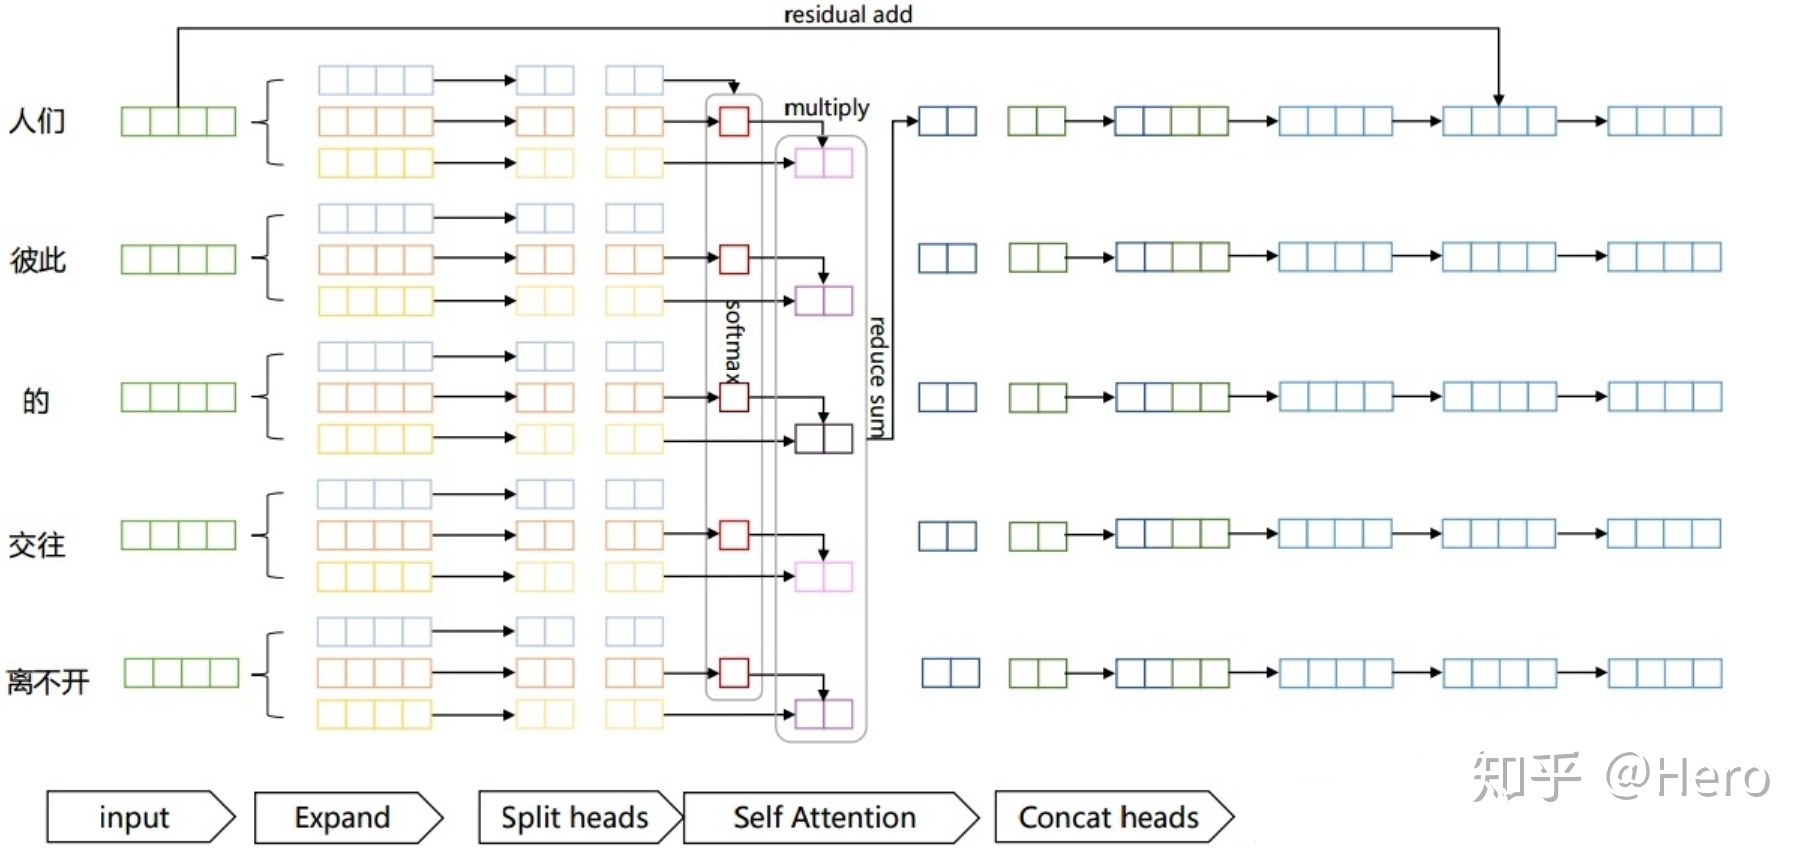 residual add
人们
multiply
彼此
softmax
reduce sum
的
交往
离不开
知乎 @Hero
input
Expand
Split heads
Self Attention
Concat heads